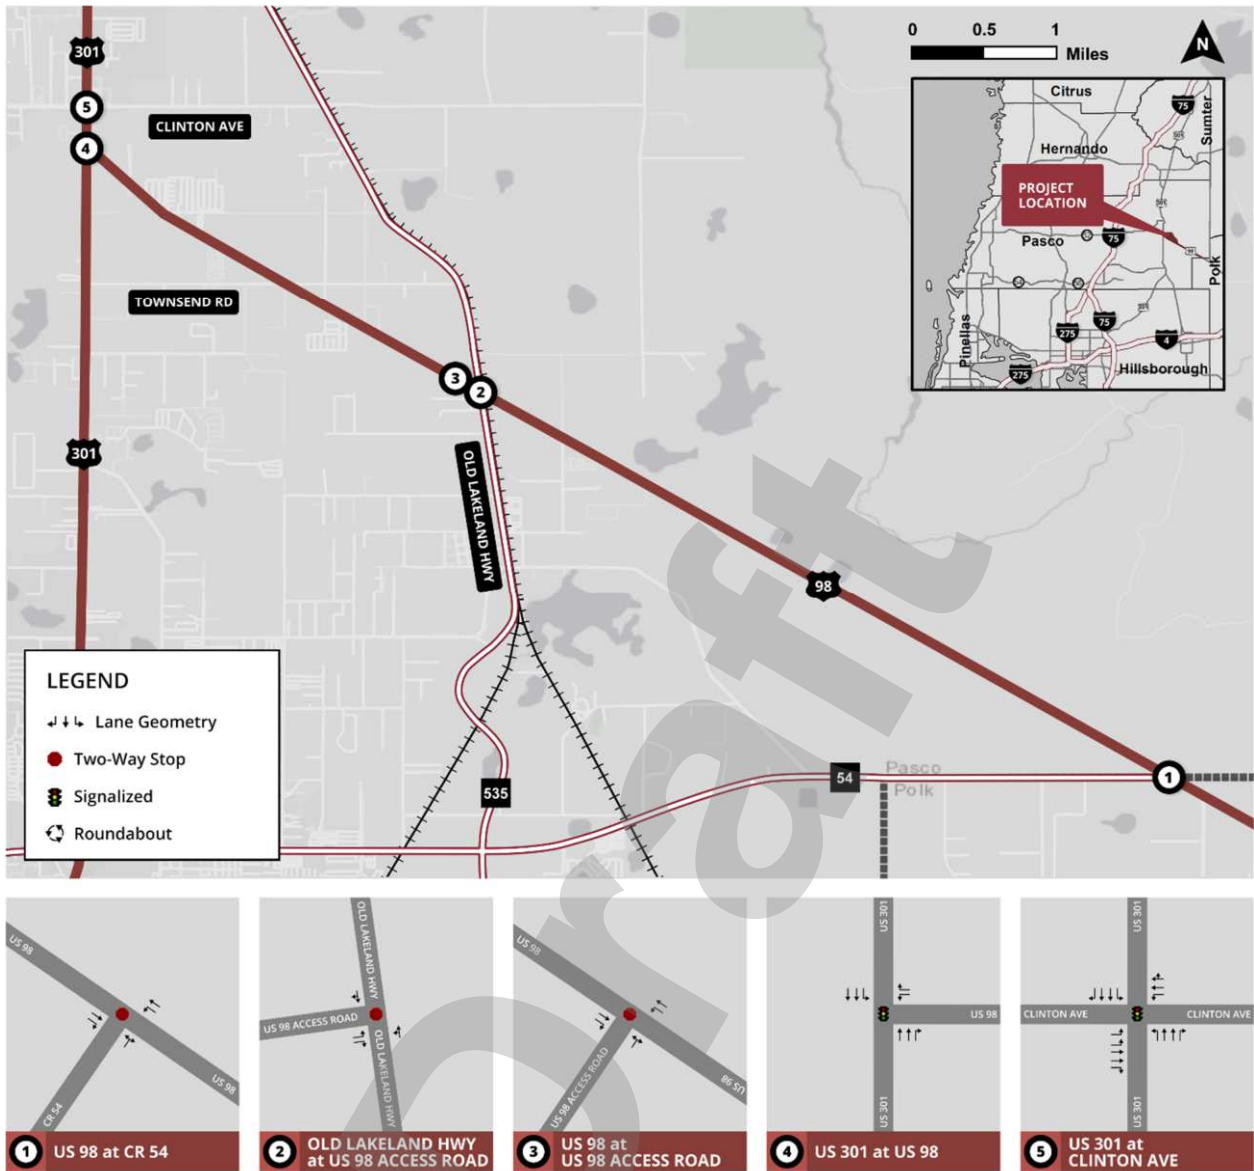 0 0.5 1
Miles
N
301
5
4
CLINTON AVE
TOWNSEND RD
3
2
301
OLD LAKELAND HWY
98
535
54
Pasco
Polk
1
Citrus
75
Sumter
Hernando
PROJECT
LOCATION
Pasco
75
98
Polk
Pinellas
275
75
4
275
Hillsborough
LEGEND
Lane Geometry
Two-Way Stop
Signalized
Roundabout
Draft
US 98
CR 54
US 98
1 US 98 at CR 54
OLD LAKELAND HWY
US 98 ACCESS ROAD
OLD LAKELAND HWY
2 OLD LAKELAND HWY
at US 98 ACCESS ROAD
US 98
US 98 ACCESS ROAD
US 98
3 US 98 at
US 98 ACCESS ROAD
US 301
US 98
US 301
4 US 301 at US 98
US 301
CLINTON AVE
CLINTON AVE
US 301
5 US 301 at
CLINTON AVE